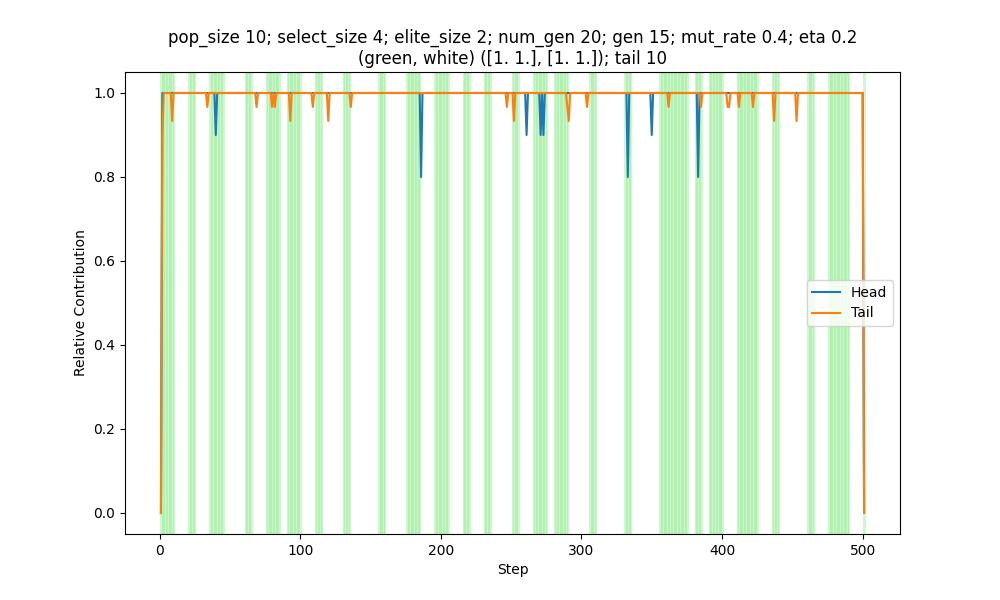 pop_size 10; select_size 4; elite_size 2; num_gen 20; gen 15; mut_rate 0.4; eta 0.2
(green, white) ([1. 1.], [1. 1.]); tail 10
1.0
0.8
0.6
0.4
0.2
0.0
Relative Contribution
Head
Tail
0
100
200
300
400
500
Step